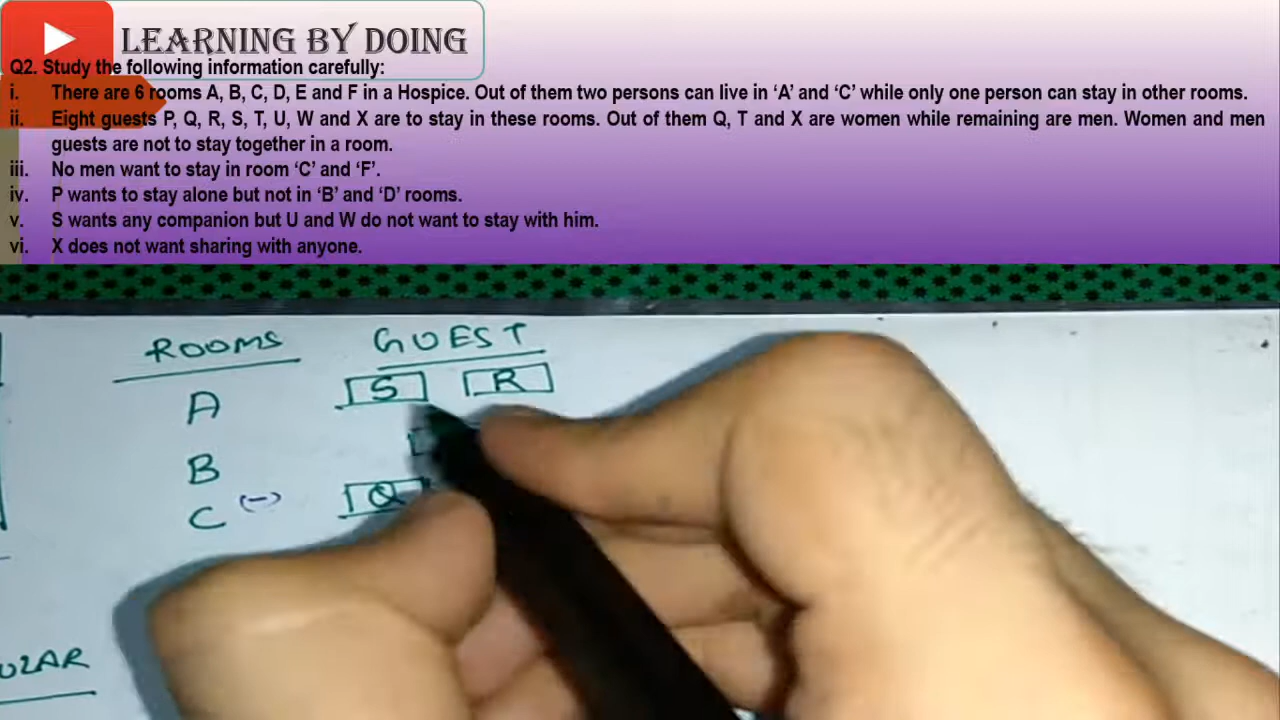 LEARNING BY DOING
Q2. Study the following information carefully:
i. There are 6 rooms A, B, C, D, E and F in a Hospice. Out of them two persons can live in ‘A’ and ‘C’ while only one person can stay in other rooms.
ii. Eight guests P, Q, R, S, T, U, W and X are to stay in these rooms. Out of them Q, T and X are women while remaining are men. Women and men
guests are not to stay together in a room.
iii. No men want to stay in room ‘C’ and ‘F’.
iv. P wants to stay alone but not in ‘B’ and ‘D’ rooms.
v. S wants any companion but U and W do not want to stay with him.
vi. X does not want sharing with anyone.
ROOMS GUEST
A S R
B
C (-) Q
ULAR